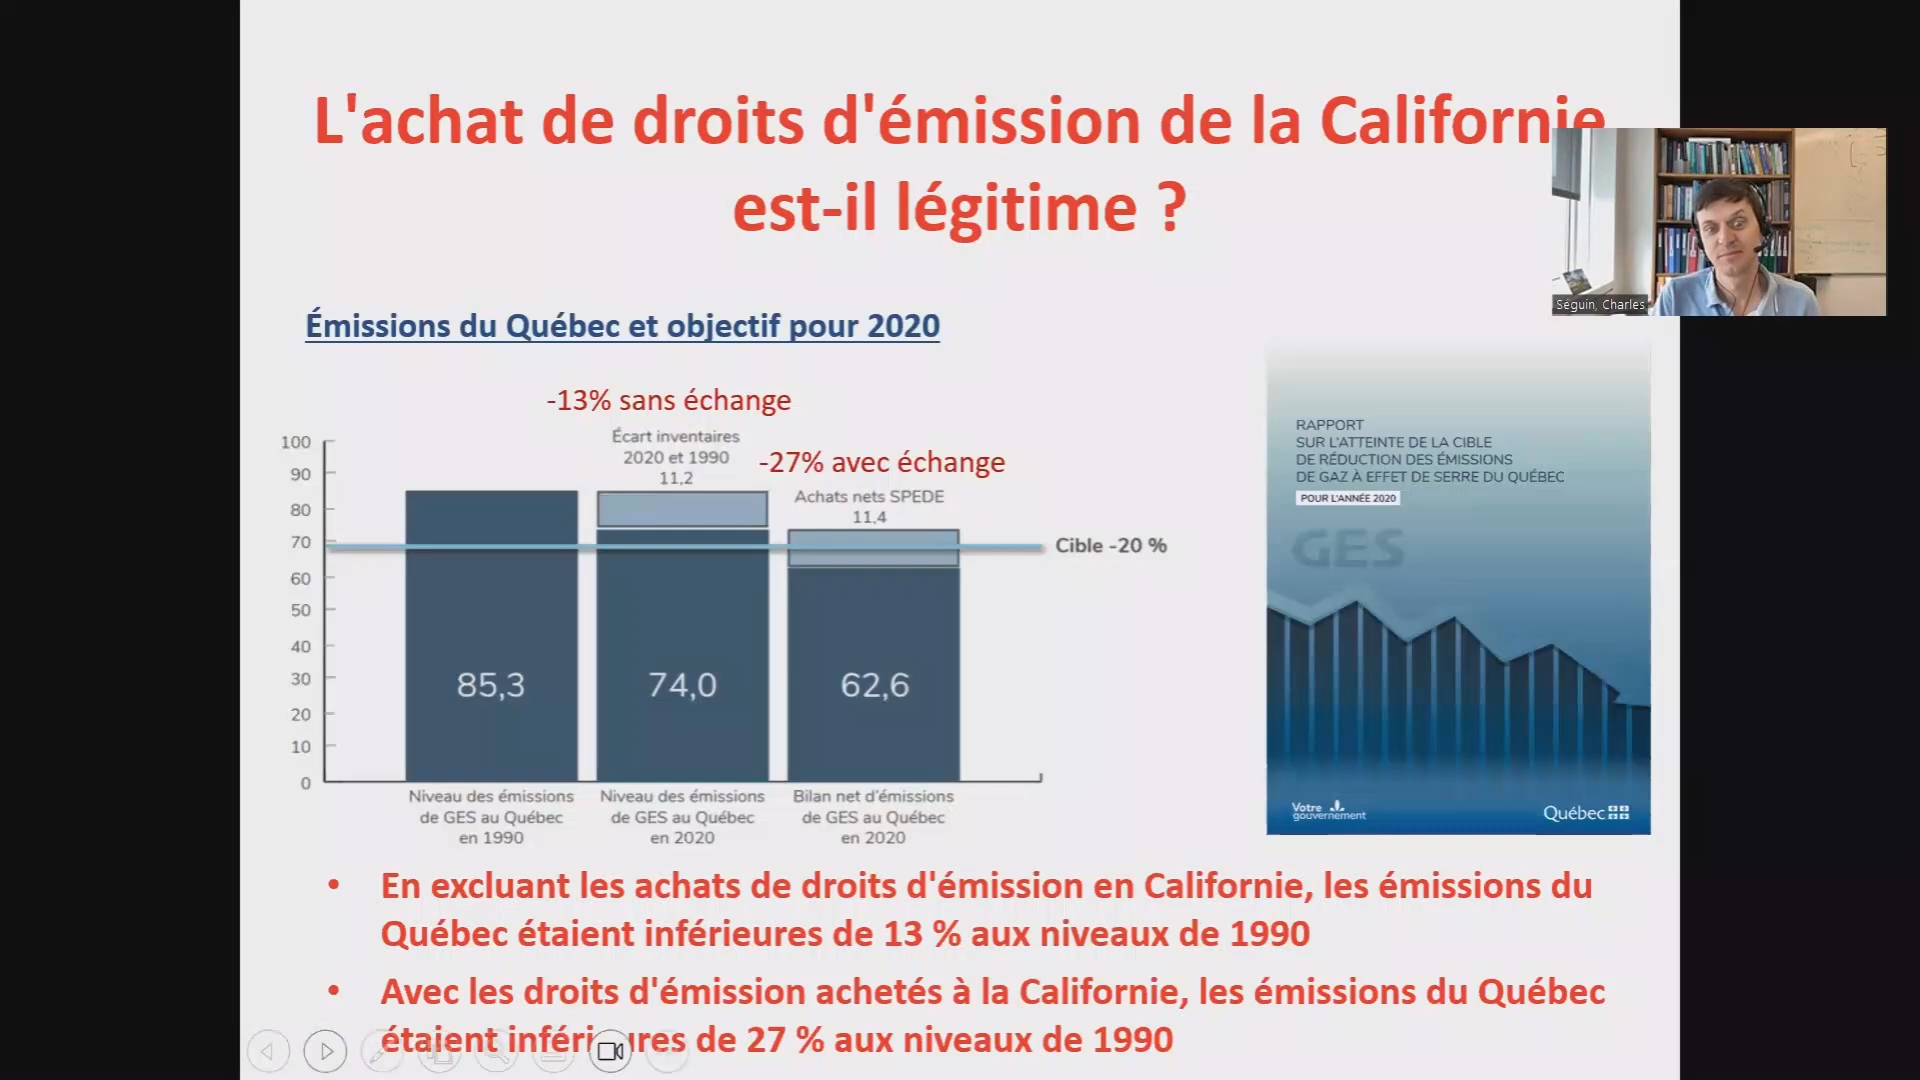 L'achat de droits d'émission de la Californie
est-il légitime ?
Séguin, Charles
Émissions du Québec et objectif pour 2020
-13% sans échange
Écart inventaires
2020 et 1990
11,2
-27% avec échange
Achats nets SPEDE
11,4
100
90
80
70
60
50
40
30
20
10
0
Cible -20 %
85,3
74,0
62,6
Niveau des émissions
de GES au Québec
en 1990
Niveau des émissions
de GES au Québec
en 2020
Bilan net d'émissions
de GES au Québec
en 2020
RAPPORT
SUR L'ATTEINTE DE LA CIBLE
DE RÉDUCTION DES ÉMISSIONS
DE GAZ À EFFET DE SERRE DU QUÉBEC
POUR L'ANNÉE 2020
GES
Votre
gouvernement
Québec
• En excluant les achats de droits d'émission en Californie, les émissions du
Québec étaient inférieures de 13 % aux niveaux de 1990
• Avec les droits d'émission achetés à la Californie, les émissions du Québec
étaient inférieures de 27 % aux niveaux de 1990